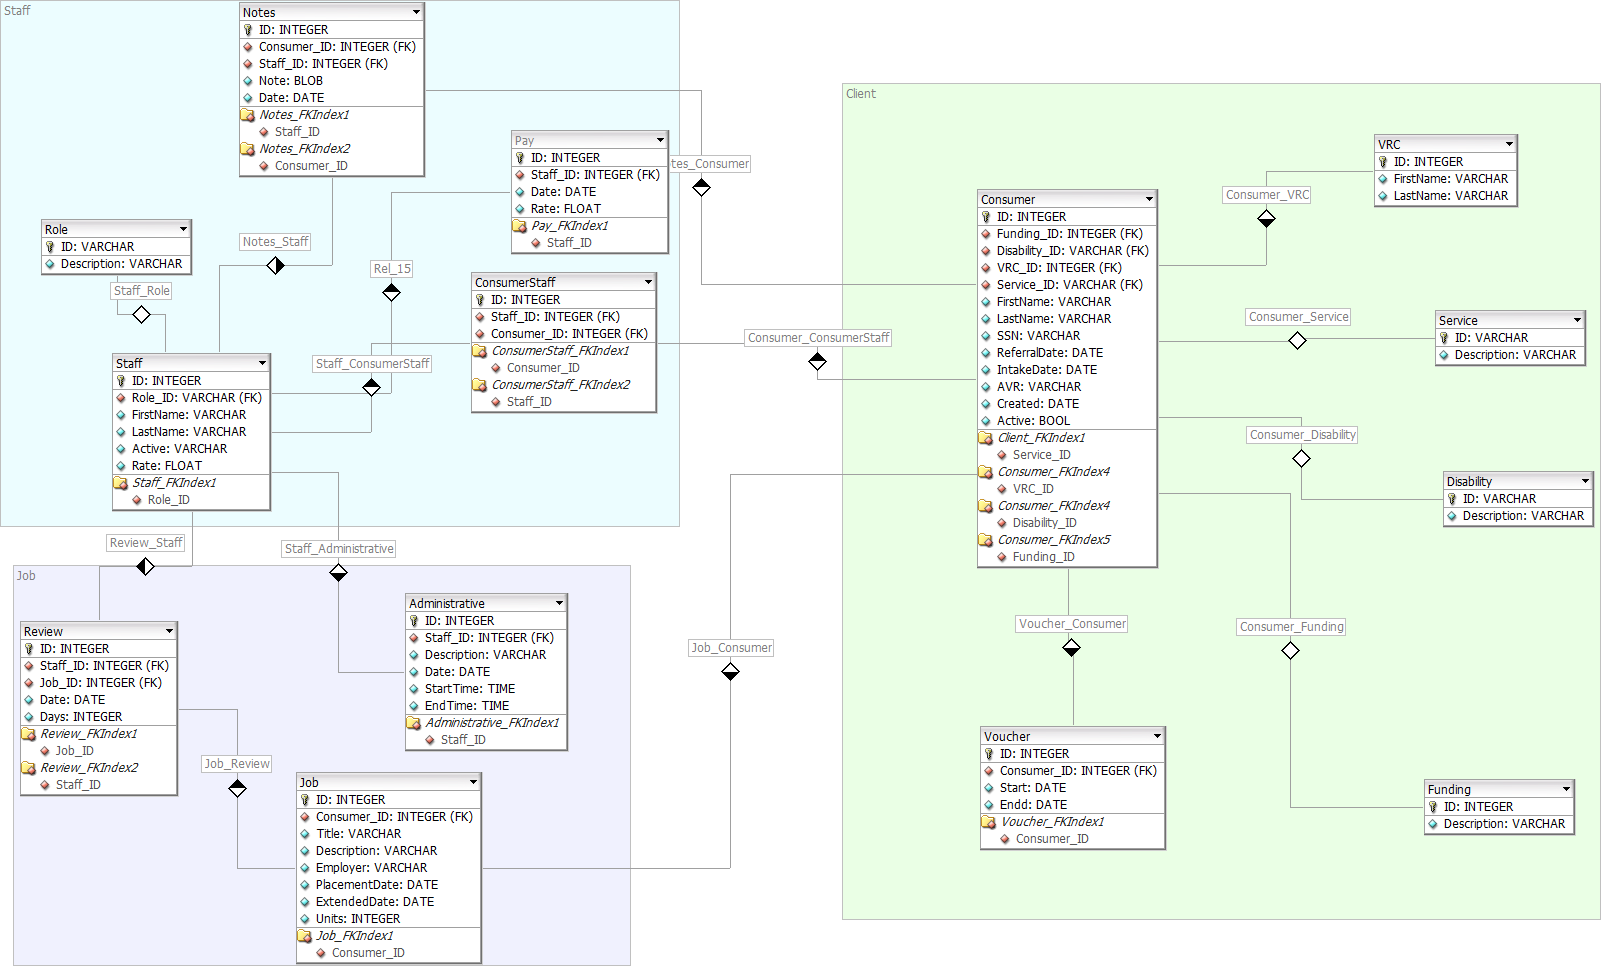 Staff
Notes
ID: INTEGER
Consumer_ID: INTEGER (FK)
Staff_ID: INTEGER (FK)
Note: BLOB
Date: DATE
Notes_FKIndex1
Staff_ID
Notes_FKIndex2
Consumer_ID
Pay
ID: INTEGER
Staff_ID: INTEGER (FK)
Date: DATE
Rate: FLOAT
Pay_FKIndex1
Staff_ID
tes_Consumer
Role
ID: VARCHAR
Description: VARCHAR
Notes_Staff
Staff_Role
Rel_15
ConsumerStaff
ID: INTEGER
Staff_ID: INTEGER (FK)
Consumer_ID: INTEGER (FK)
ConsumerStaff_FKIndex1
Consumer_ID
ConsumerStaff_FKIndex2
Staff_ID
Staff_ConsumerStaff
Consumer_ConsumerStaff
Staff
ID: INTEGER
Role_ID: VARCHAR (FK)
FirstName: VARCHAR
LastName: VARCHAR
Active: VARCHAR
Rate: FLOAT
Staff_FKIndex1
Role_ID
Review_Staff
Staff_Administrative
Client
Consumer
ID: INTEGER
Funding_ID: INTEGER (FK)
Disability_ID: VARCHAR (FK)
VRC_ID: INTEGER (FK)
Service_ID: VARCHAR (FK)
FirstName: VARCHAR
LastName: VARCHAR
SSN: VARCHAR
ReferralDate: DATE
IntakeDate: DATE
AVR: VARCHAR
Created: DATE
Active: BOOL
Client_FKIndex1
Service_ID
Consumer_FKIndex4
VRC_ID
Consumer_FKIndex4
Disability_ID
Consumer_FKIndex5
Funding_ID
VRC
ID: INTEGER
FirstName: VARCHAR
LastName: VARCHAR
Consumer_VRC
Consumer_Service
Service
ID: VARCHAR
Description: VARCHAR
Consumer_Disability
Disability
ID: VARCHAR
Description: VARCHAR
Voucher_Consumer
Consumer_Funding
Voucher
ID: INTEGER
Consumer_ID: INTEGER (FK)
Start: DATE
Endd: DATE
Voucher_FKIndex1
Consumer_ID
Funding
ID: INTEGER
Description: VARCHAR
Job
Review
ID: INTEGER
Staff_ID: INTEGER (FK)
Job_ID: INTEGER (FK)
Date: DATE
Days: INTEGER
Review_FKIndex1
Job_ID
Review_FKIndex2
Staff_ID
Administrative
ID: INTEGER
Staff_ID: INTEGER (FK)
Description: VARCHAR
Date: DATE
StartTime: TIME
EndTime: TIME
Administrative_FKIndex1
Staff_ID
Job_Consumer
Job_Review
Job
ID: INTEGER
Consumer_ID: INTEGER (FK)
Title: VARCHAR
Description: VARCHAR
Employer: VARCHAR
PlacementDate: DATE
ExtendedDate: DATE
Units: INTEGER
Job_FKIndex1
Consumer_ID